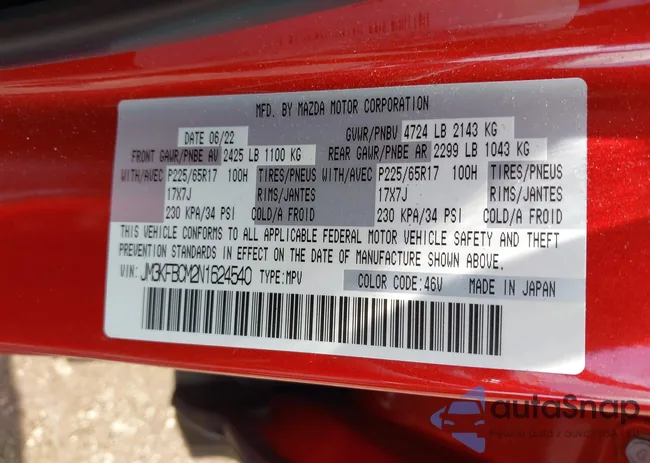 MFD. BY MAZDA MOTOR CORPORATION
DATE 06/22 GVWR/PNBV 4724 LB 2143 KG
FRONT GAWR/PNBE AV 2425 LB 1100 KG REAR GAWR/PNBE AR 2299 LB 1043 KG
WITH/AVEC P225/65R17 100H TIRES/PNEUS WITH/AVEC P225/65R17 100H TIRES/PNEUS
17X7J RIMS/JANTES 17X7J RIMS/JANTES
230 KPA/34 PSI COLD/A FROID 230 KPA/34 PSI COLD/A FROID
THIS VEHICLE CONFORMS TO ALL APPLICABLE FEDERAL MOTOR VEHICLE SAFETY AND THEFT
PREVENTION STANDARDS IN EFFECT ON THE DATE OF MANUFACTURE SHOWN ABOVE.
VIN: JM3KFBCM2N1624540 TYPE:MPV COLOR CODE:46V MADE IN JAPAN
autoSnap